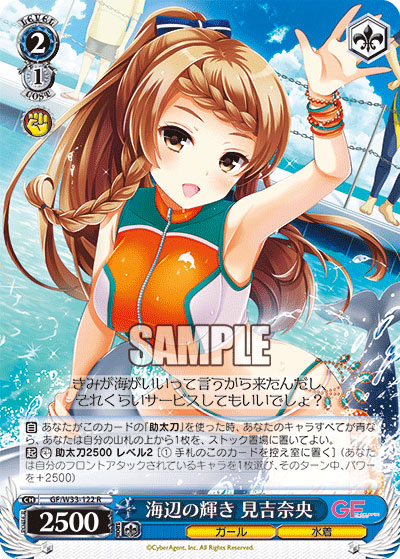 LEVEL
2
1
COST
SAMPLE
きみが海がいいって言うから来たんだし、
それくらいサービスしてもいいでしょ?
自 あなたがこのカードの『助太刀』を使った時、あなたのキャラすべてが青な
ら、あなたは自分の山札の上から1枚を、ストック置場に置いてよい。
起 助太刀2500 レベル2 [① 手札のこのカードを控え室に置く] (あなた
は自分のフロントアタックされているキャラを1枚選び、そのターン中、パワー
を+2500)
CH GF/W33-122 R
海辺の輝き 見吉奈央
GF
2500
ガール
水着
©CyberAgent, Inc. All Rights Reserved.